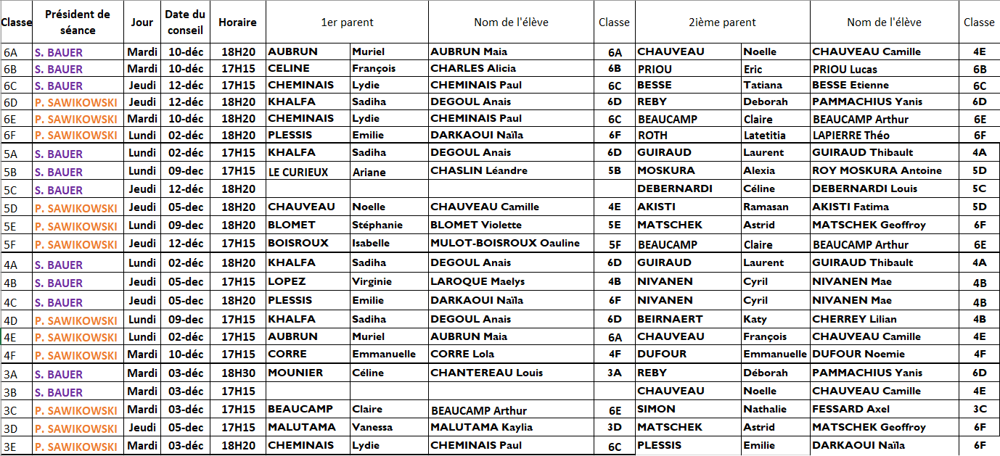 Classe Président de séance Jour Date du conseil Horaire 1er parent Nom de l'élève Classe 2ième parent Nom de l'élève Classe
6A S. BAUER Mardi 10-déc 18H20 AUBRUN Muriel AUBRUN Maia 6A CHAUVEAU Noelle CHAUVEAU Camille 4E
6B S. BAUER Mardi 10-déc 17H15 CELINE François CHARLES Alicia 6B PRIOU Eric PRIOU Lucas 6B
6C S. BAUER Jeudi 12-déc 17H15 CHEMINAIS Lydie CHEMINAIS Paul 6C BESSE Tatiana BESSE Etienne 6C
6D P. SAWIKOWSKI Jeudi 12-déc 18H20 KHALFA Sadiha DEGOUL Anais 6D REBY Deborah PAMMACHIUS Yanis 6D
6E P. SAWIKOWSKI Mardi 10-déc 18H20 CHEMINAIS Lydie CHEMINAIS Paul 6C BEAUCAMP Claire BEAUCAMP Arthur 6E
6F P. SAWIKOWSKI Lundi 02-déc 18H20 PLESSIS Emilie DARKAOUI Naïla 6F ROTH Latetitia LAPIERRE Théo 6F
5A S. BAUER Lundi 02-déc 17H15 KHALFA Sadiha DEGOUL Anais 6D GUIRAUD Laurent GUIRAUD Thibault 4A
5B S. BAUER Lundi 09-dec 17H15 LE CURIEUX Ariane CHASLIN Léandre 5B MOSKURA Alexia ROY MOSKURA Antoine 5D
5C S. BAUER Jeudi 12-déc 18H20 DEBERNARDI Céline DEBERNARDI Louis 5C
5D P. SAWIKOWSKI Jeudi 05-dec 18H20 CHAUVEAU Noelle CHAUVEAU Camille 4E AKISTI Ramasan AKISTI Fatima 5D
5E P. SAWIKOWSKI Lundi 09-dec 18H20 BLOMET Stéphanie BLOMET Violette 5E MATSCHEK Astrid MATSCHEK Geoffroy 6F
5F P. SAWIKOWSKI Jeudi 12-déc 17H15 BOISROUX Isabelle MULOT-BOISROUX Oauline 5F BEAUCAMP Claire BEAUCAMP Arthur 6E
4A S. BAUER Lundi 02-déc 18H20 KHALFA Sadiha DEGOUL Anais 6D GUIRAUD Laurent GUIRAUD Thibault 4A
4B S. BAUER Jeudi 05-dec 17H15 LOPEZ Virginie LAROQUE Maelys 4B NIVANEN Cyril NIVANEN Mae 4B
4C S. BAUER Jeudi 05-dec 18H20 PLESSIS Emilie DARKAOUI Naïla 6F NIVANEN Cyril NIVANEN Mae 4B
4D P. SAWIKOWSKI Lundi 09-dec 17H15 KHALFA Sadiha DEGOUL Anais 6D BEIRNAERT Katy CHERREY Lilian 4B
4E P. SAWIKOWSKI Lundi 02-déc 17H15 AUBRUN Muriel AUBRUN Maia 6A CHAUVEAU François CHAUVEAU Camille 4E
4F P. SAWIKOWSKI Mardi 10-déc 17H15 CORRE Emmanuelle CORRE Lola 4F DUFOUR Emmanuelle DUFOUR Noemie 4F
3A S. BAUER Mardi 03-déc 18H30 MOUNIER Céline CHANTEREAU Louis 3A REBY Déborah PAMMACHIUS Yanis 6D
3B S. BAUER Mardi 03-déc 17H15 CHAUVEAU Noelle CHAUVEAU Camille 4E
3C P. SAWIKOWSKI Mardi 03-déc 17H15 BEAUCAMP Claire BEAUCAMP Arthur 6E SIMON Nathalie FESSARD Axel 3C
3D P. SAWIKOWSKI Jeudi 05-dec 17H15 MALUTAMA Vanessa MALUTAMA Kaylia 3D MATSCHEK Astrid MATSCHEK Geoffroy 6F
3E P. SAWIKOWSKI Mardi 03-déc 18H20 CHEMINAIS Lydie CHEMINAIS Paul 6C PLESSIS Emilie DARKAOUI Naïla 6F